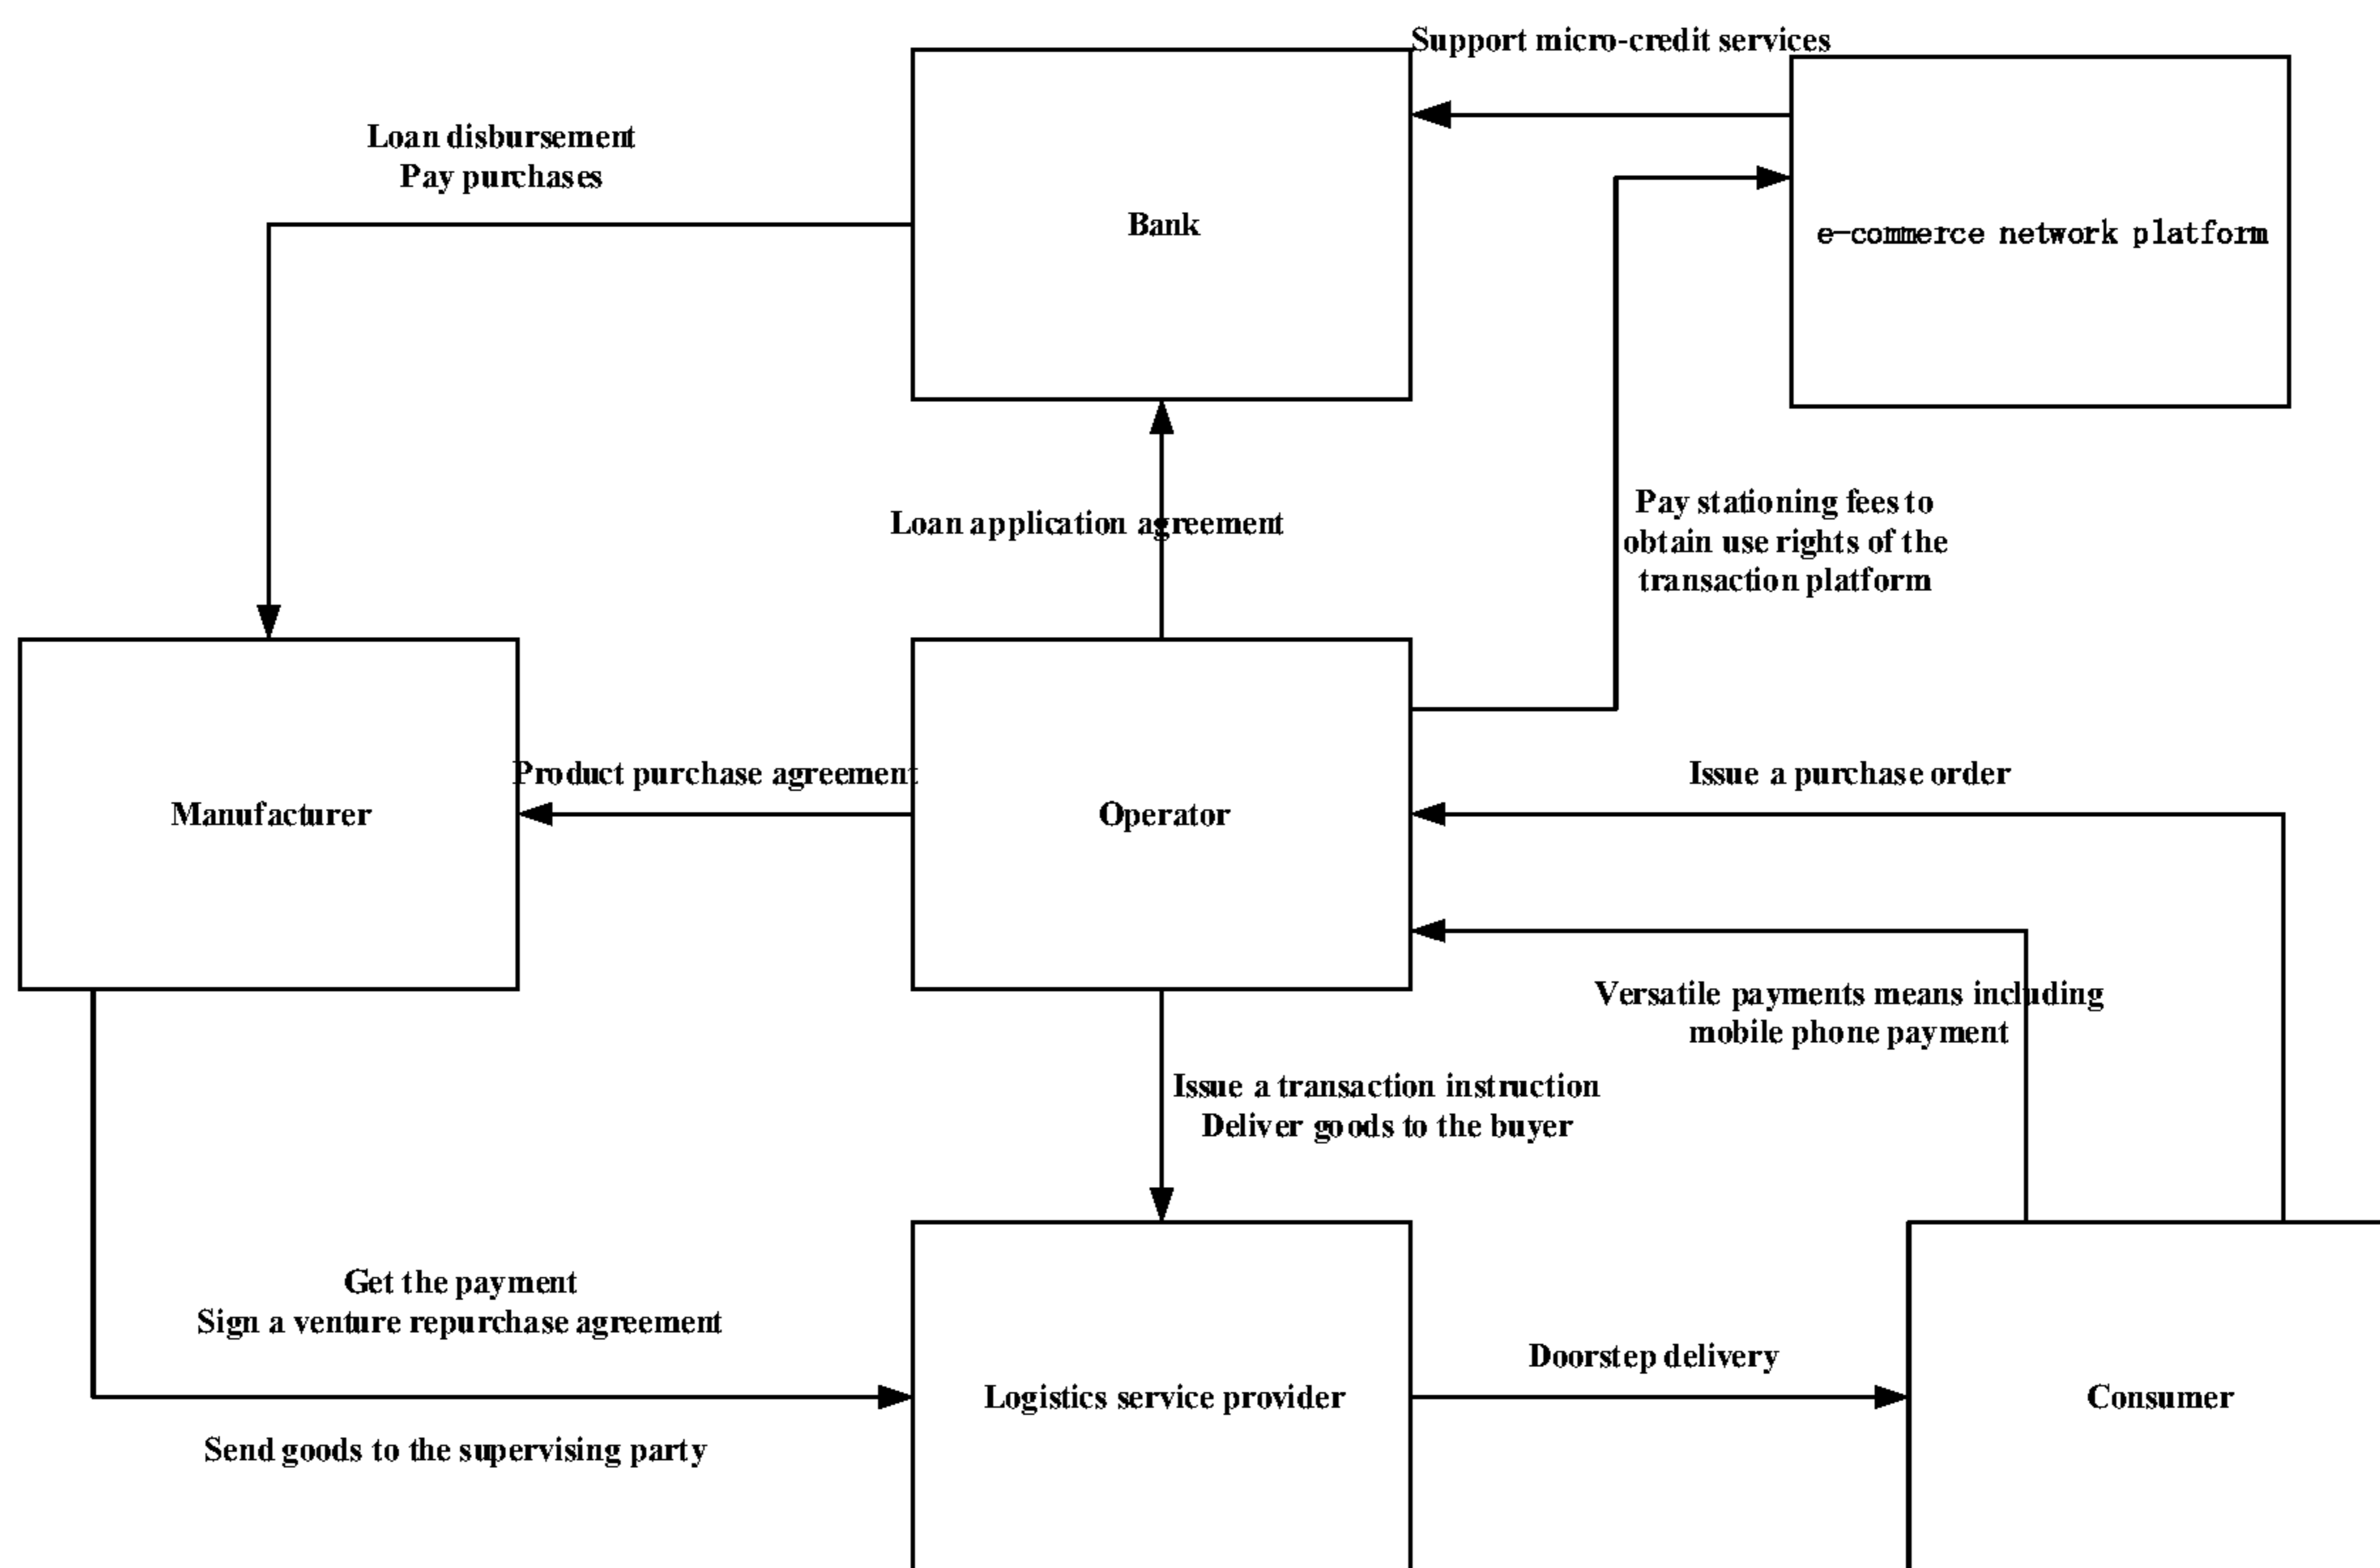 Support micro-credit services
Loan disbursement
Pay purchases
Bank
e-commerce network platform
Loan application agreement
Pay stationing fees to
obtain use rights of the
transaction platform
Product purchase agreement
Issue a purchase order
Manufacturer
Operator
Versatile payments means including
mobile phone payment
Issue a transaction instruction
Deliver goods to the buyer
Get the payment
Sign a venture repurchase agreement
Doorstep delivery
Logistics service provider
Consumer
Send goods to the supervising party